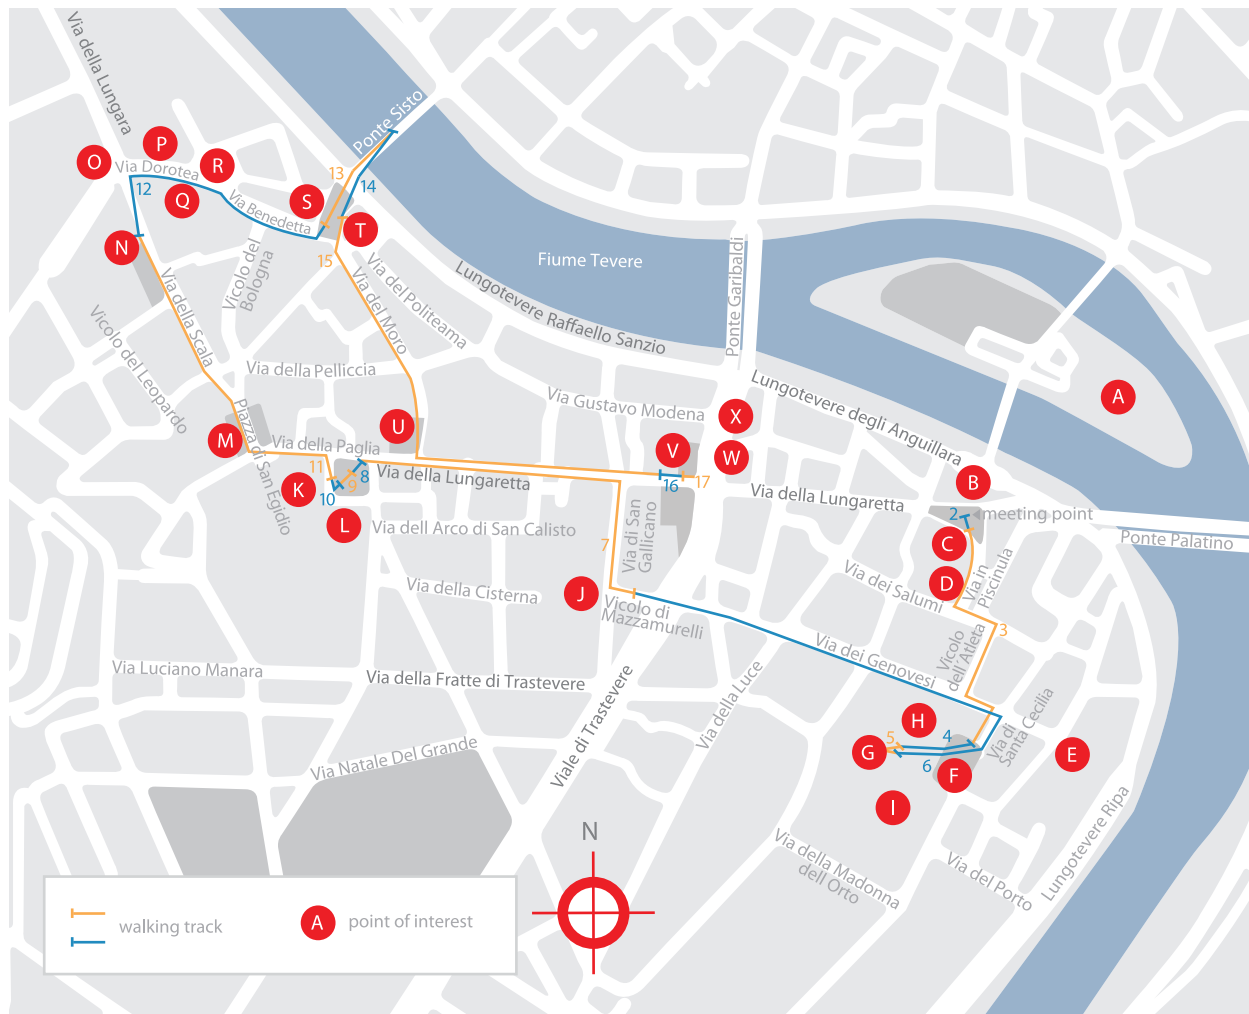 Via della Lungara
Ponte Sisto
P
O
R
Via Dorotea
13
14
12
Q
S
Via Benedetta
T
N
15
Vicolo del
Bologna
Via del Politeama
Via del Moro
Via della Scala
Fiume Tevere
Lungotevere Raffaello Sanzio
Ponte Garibaldi
Vicolo del Leopardo
Via della Pelliccia
Via Gustavo Modena
Lungotevere degli Anguillara
A
X
U
M
Piazza di San Egidio
Via della Paglia
V
W
11
8
9
10
K
Via della Lungaretta
16
17
Via della Lungaretta
B
2
meeting point
L
Via dell Arco di San Calisto
Via di San
Gallicano
C
Ponte Palatino
7
D
Via in
Piscinula
Via dei Salumi
Via della Cisterna
J
Vicolo di
Mazzamurelli
3
Vicolo
dell´Atleta
Via dei Genovesi
Via Luciano Manara
Via della Fratte di Trastevere
Viale di Trastevere
Via della Luce
H
Via di
Santa Cecilia
5
4
G
6
F
E
Via Natale Del Grande
I
Lungotevere Ripa
N
Via della Madonna
dell Orto
Via del Porto
walking track
A
point of interest